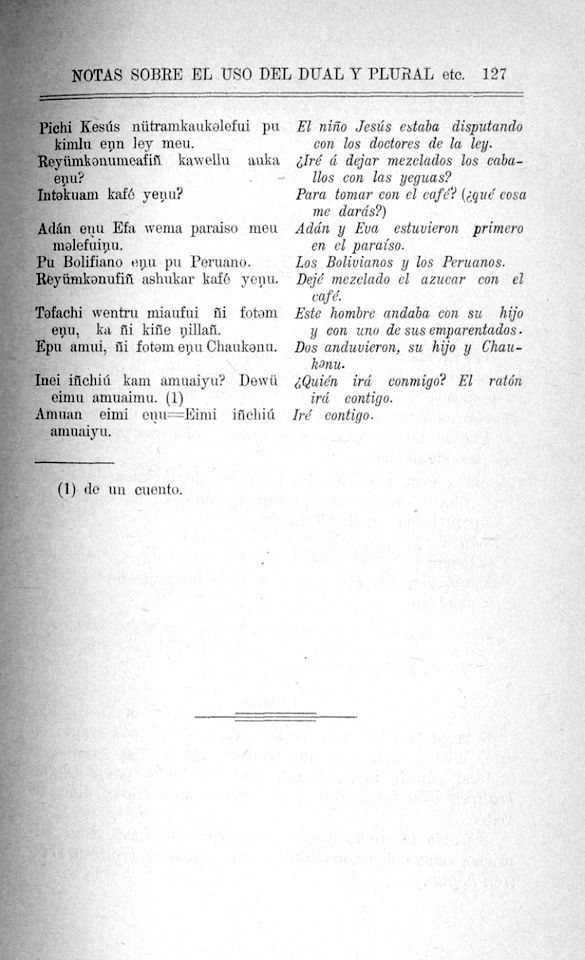 NOTAS SOBRE EL USO DEL DUAL Y PLURAL etc. 127
Pichi Kesús nütramkaukəlefui pu
kimlu eṇn ley meu.
Reyümkənumeafiñ kawellu auka
eṇu?
Intəkuam kafé yeṇu?
Adán eṇu Efa wema paraiso meu
məlefuiṇu.
Pu Bolifiano eṇu pu Peruano.
Reyümkənufiñ ashukar kafé yeṇu.
Təfachi wentru miaufui ñi fotəm
eṇu, ka ñi kiñe ṇillañ.
Epu amui, ñi fotəm eṇu Chaukəṇu.
Inei iñchiú kam amuaiyu? Dewü
eimu amuaimu. (1)
Amuan eimi eṇu=Eimi iñchiú
amuaiyu.
El niño Jesús estaba disputando
con los doctores de la ley.
¿Iré á dejar mezclados los caba-
llos con las yeguas?
Para tomar con el café? (¿qué cosa
me darás?)
Adán y Eva estuvieron primero
en el paraíso.
Los Bolivianos y los Peruanos.
Dejé mezclado el azucar con el
café.
Este hombre andaba con su hijo
y con uno de sus emparentados.
Dos anduvieron, su hijo y Chau-
kənu.
¿Quién irá conmigo? El ratón
irá contigo.
Iré contigo.
(1) de un cuento.